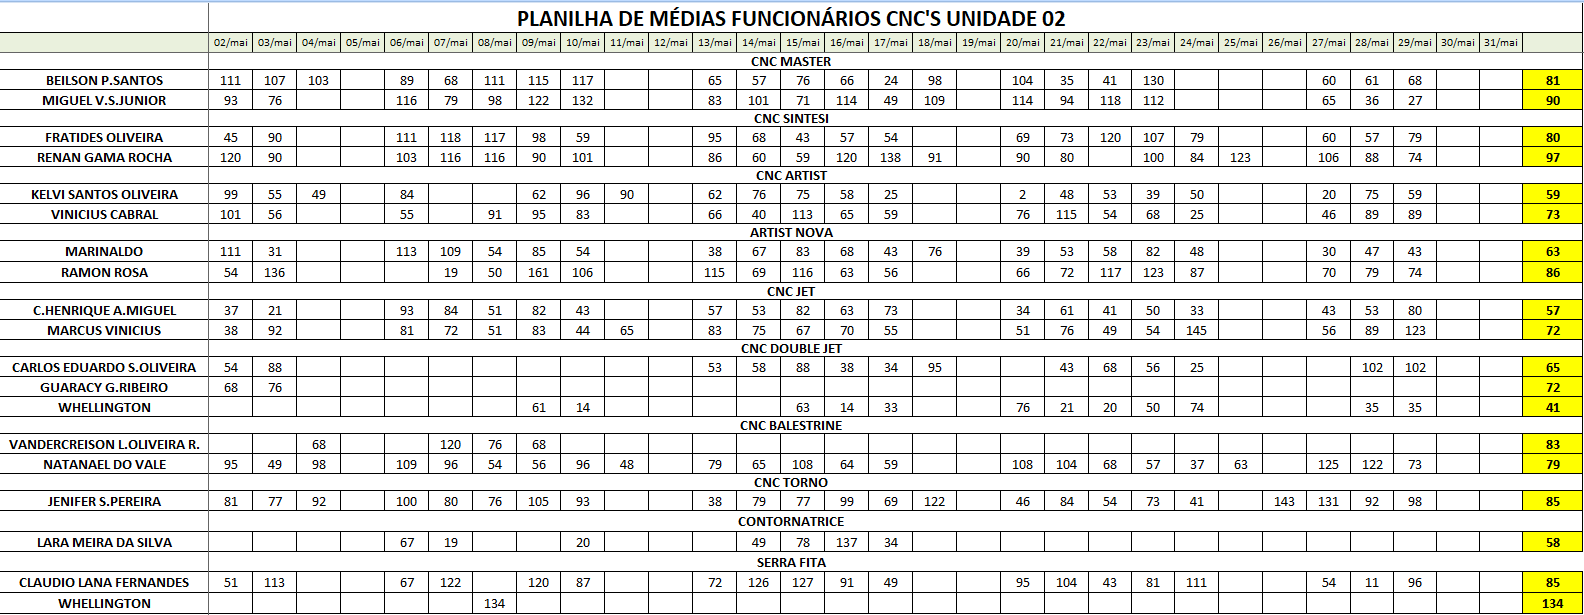 PLANILHA DE MÉDIAS FUNCIONÁRIOS CNC'S UNIDADE 02
02/mai 03/mai 04/mai 05/mai 06/mai 07/mai 08/mai 09/mai 10/mai 11/mai 12/mai 13/mai 14/mai 15/mai 16/mai 17/mai 18/mai 19/mai 20/mai 21/mai 22/mai 23/mai 24/mai 25/mai 26/mai 27/mai 28/mai 29/mai 30/mai 31/mai
CNC MASTER
BEILSON P.SANTOS 111 107 103 89 68 111 115 117 65 57 76 66 24 98 104 35 41 130 60 61 68 81
MIGUEL V.S.JUNIOR 93 76 116 79 98 122 132 83 101 71 114 49 109 114 94 118 112 65 36 27 90
CNC SINTESI
FRATIDES OLIVEIRA 45 90 111 118 117 98 59 95 68 43 57 54 69 73 120 107 79 60 57 79 80
RENAN GAMA ROCHA 120 90 103 116 116 90 101 86 60 59 120 138 91 90 80 100 84 123 106 88 74 97
CNC ARTIST
KELVI SANTOS OLIVEIRA 99 55 49 84 62 96 90 62 76 75 58 25 2 48 53 39 50 20 75 59 59
VINICIUS CABRAL 101 56 55 91 95 83 66 40 113 65 59 76 115 54 68 25 46 89 89 73
ARTIST NOVA
MARINALDO 111 31 113 109 54 85 54 38 67 83 68 43 76 39 53 58 82 48 30 47 43 63
RAMON ROSA 54 136 19 50 161 106 115 69 116 63 56 66 72 117 123 87 70 79 74 86
CNC JET
C.HENRIQUE A.MIGUEL 37 21 93 84 51 82 43 57 53 82 63 73 34 61 41 50 33 43 53 80 57
MARCUS VINICIUS 38 92 81 72 51 83 44 65 83 75 67 70 55 51 76 49 54 145 56 89 123 72
CNC DOUBLE JET
CARLOS EDUARDO S.OLIVEIRA 54 88 53 58 88 38 34 95 43 68 56 25 102 102 65
GUARACY G.RIBEIRO 68 76 72
WHELLINGTON 61 14 63 14 33 76 21 20 50 74 35 35 41
CNC BALESTRINE
VANDERCREISON L.OLIVEIRA R. 68 120 76 68 83
NATANAEL DO VALE 95 49 98 109 96 54 56 96 48 79 65 108 64 59 108 104 68 57 37 63 125 122 73 79
CNC TORNO
JENIFER S.PEREIRA 81 77 92 100 80 76 105 93 38 79 77 99 69 122 46 84 54 73 41 143 131 92 98 85
CONTORNATRICE
LARA MEIRA DA SILVA 67 19 20 49 78 137 34 58
SERRA FITA
CLAUDIO LANA FERNANDES 51 113 67 122 120 87 72 126 127 91 49 95 104 43 81 111 54 11 96 85
WHELLINGTON 134 134